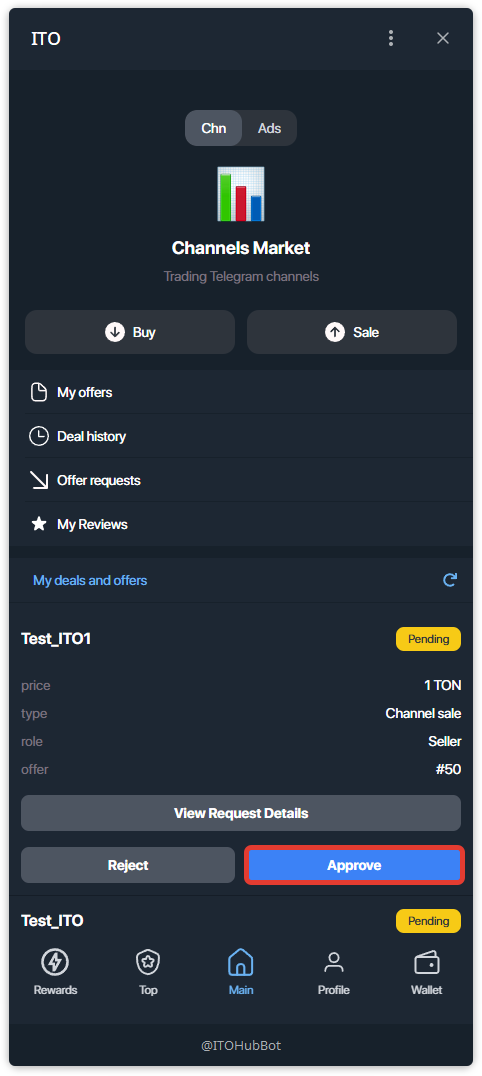 ITO
Chn Ads
Channels Market
Trading Telegram channels
Buy Sale
My offers
Deal history
Offer requests
My Reviews
My deals and offers
Test_ITO1 Pending
price 1 TON
type Channel sale
role Seller
offer #50
View Request Details
Reject Approve
Test_ITO Pending
Rewards Top Main Profile Wallet
@ITOHubBot